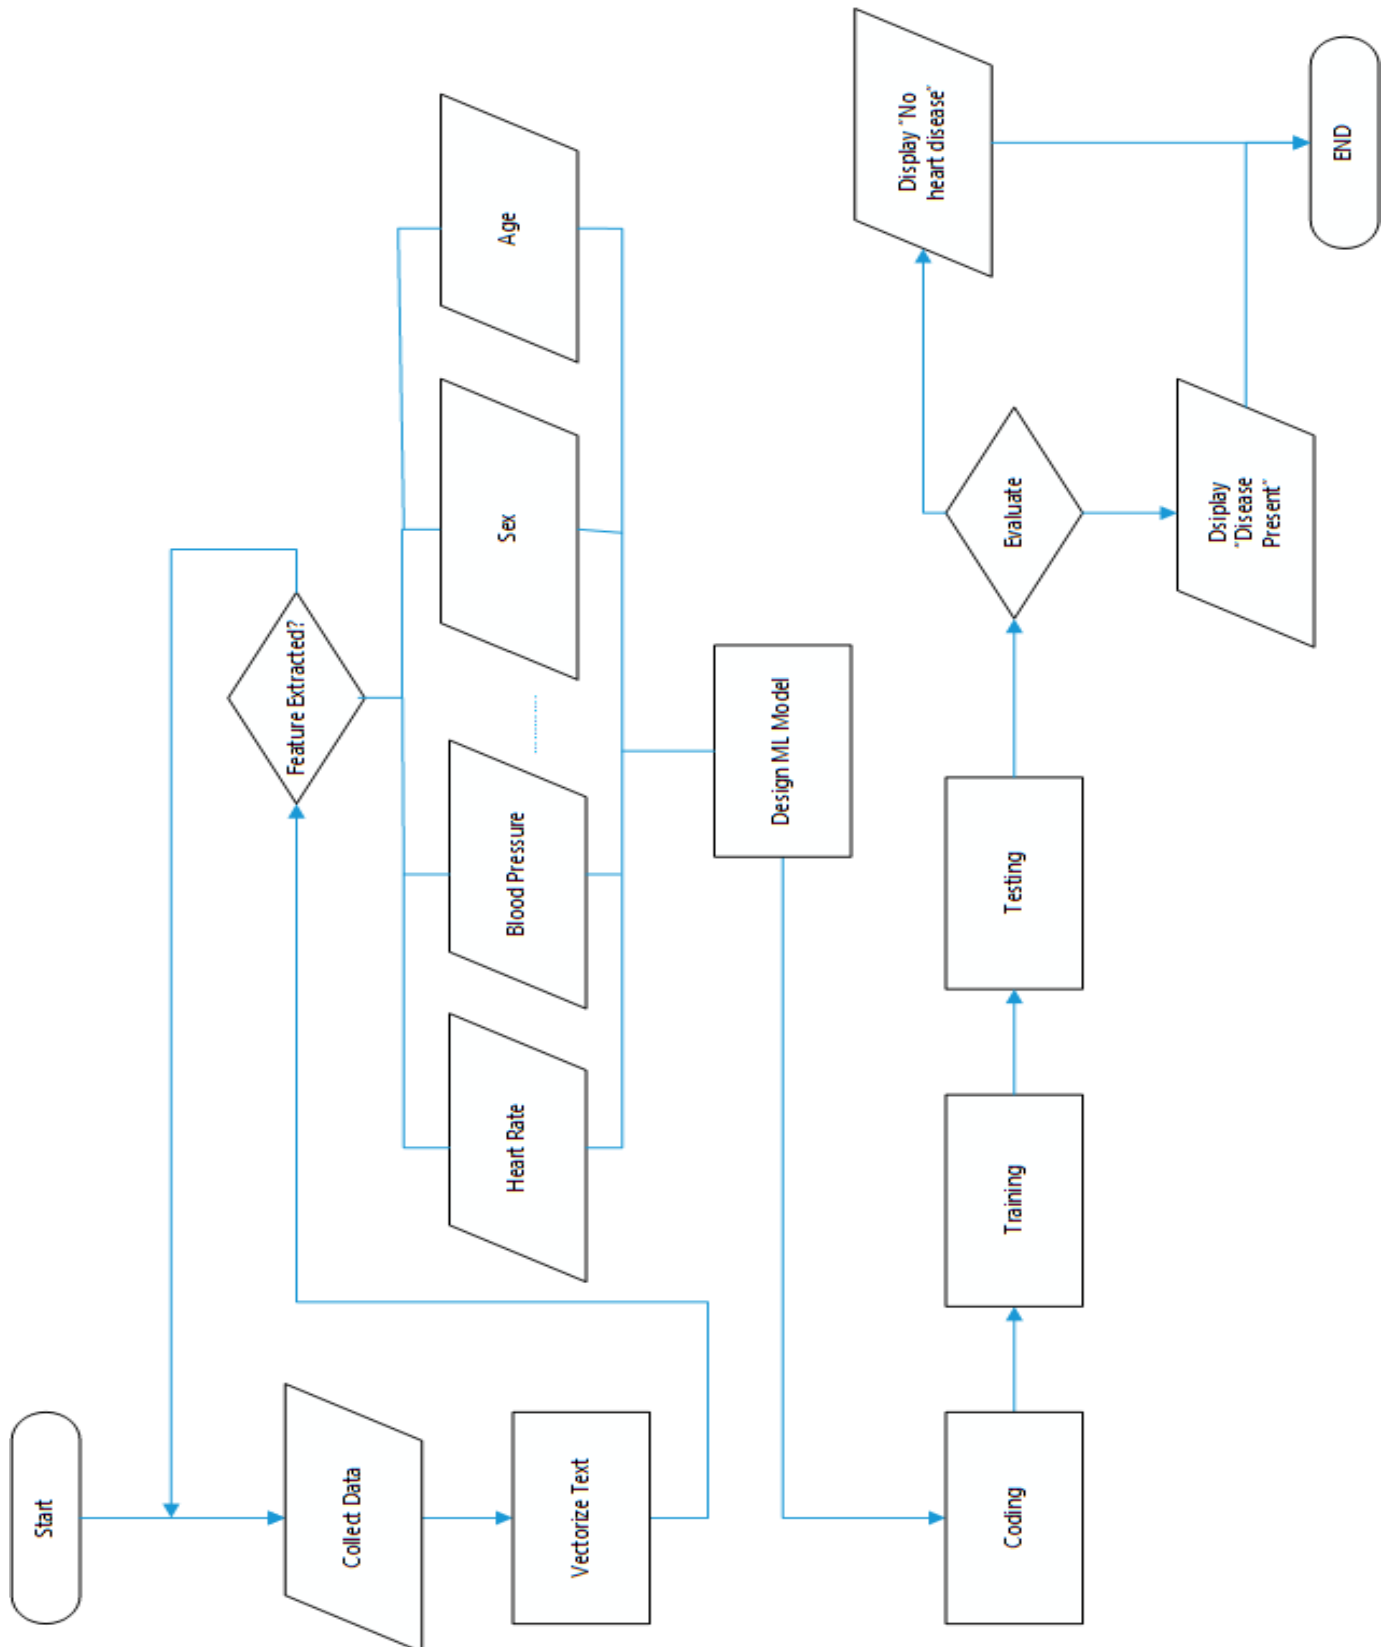 Start
Collect Data
Vectorize Text
Feature Extracted?
Heart Rate
Blood Pressure
Sex
Age
Design ML Model
Coding
Training
Testing
Evaluate
Display "No
heart disease"
Dsiplay
"Disease
Present"
END